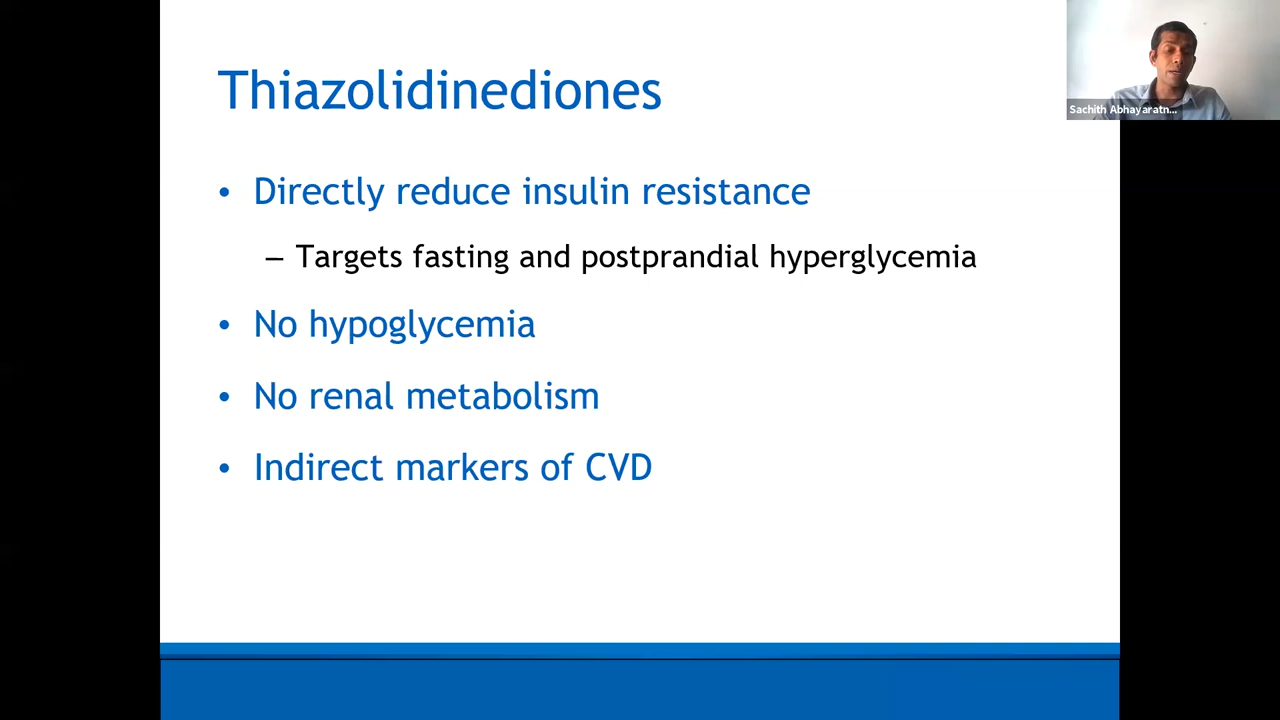 Thiazolidinediones
Sachith Abhayaratn...
• Directly reduce insulin resistance
– Targets fasting and postprandial hyperglycemia
• No hypoglycemia
• No renal metabolism
• Indirect markers of CVD